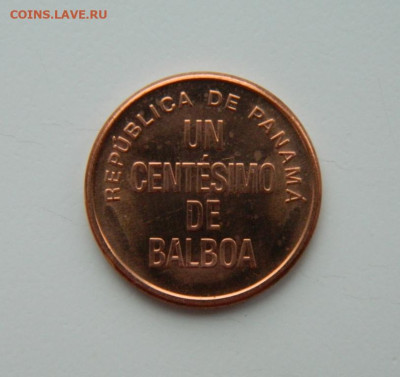 COINS.LAVE.RU
REPÚBLICA DE PANAMÁ
UN
CENTÉSIMO
DE
BALBOA